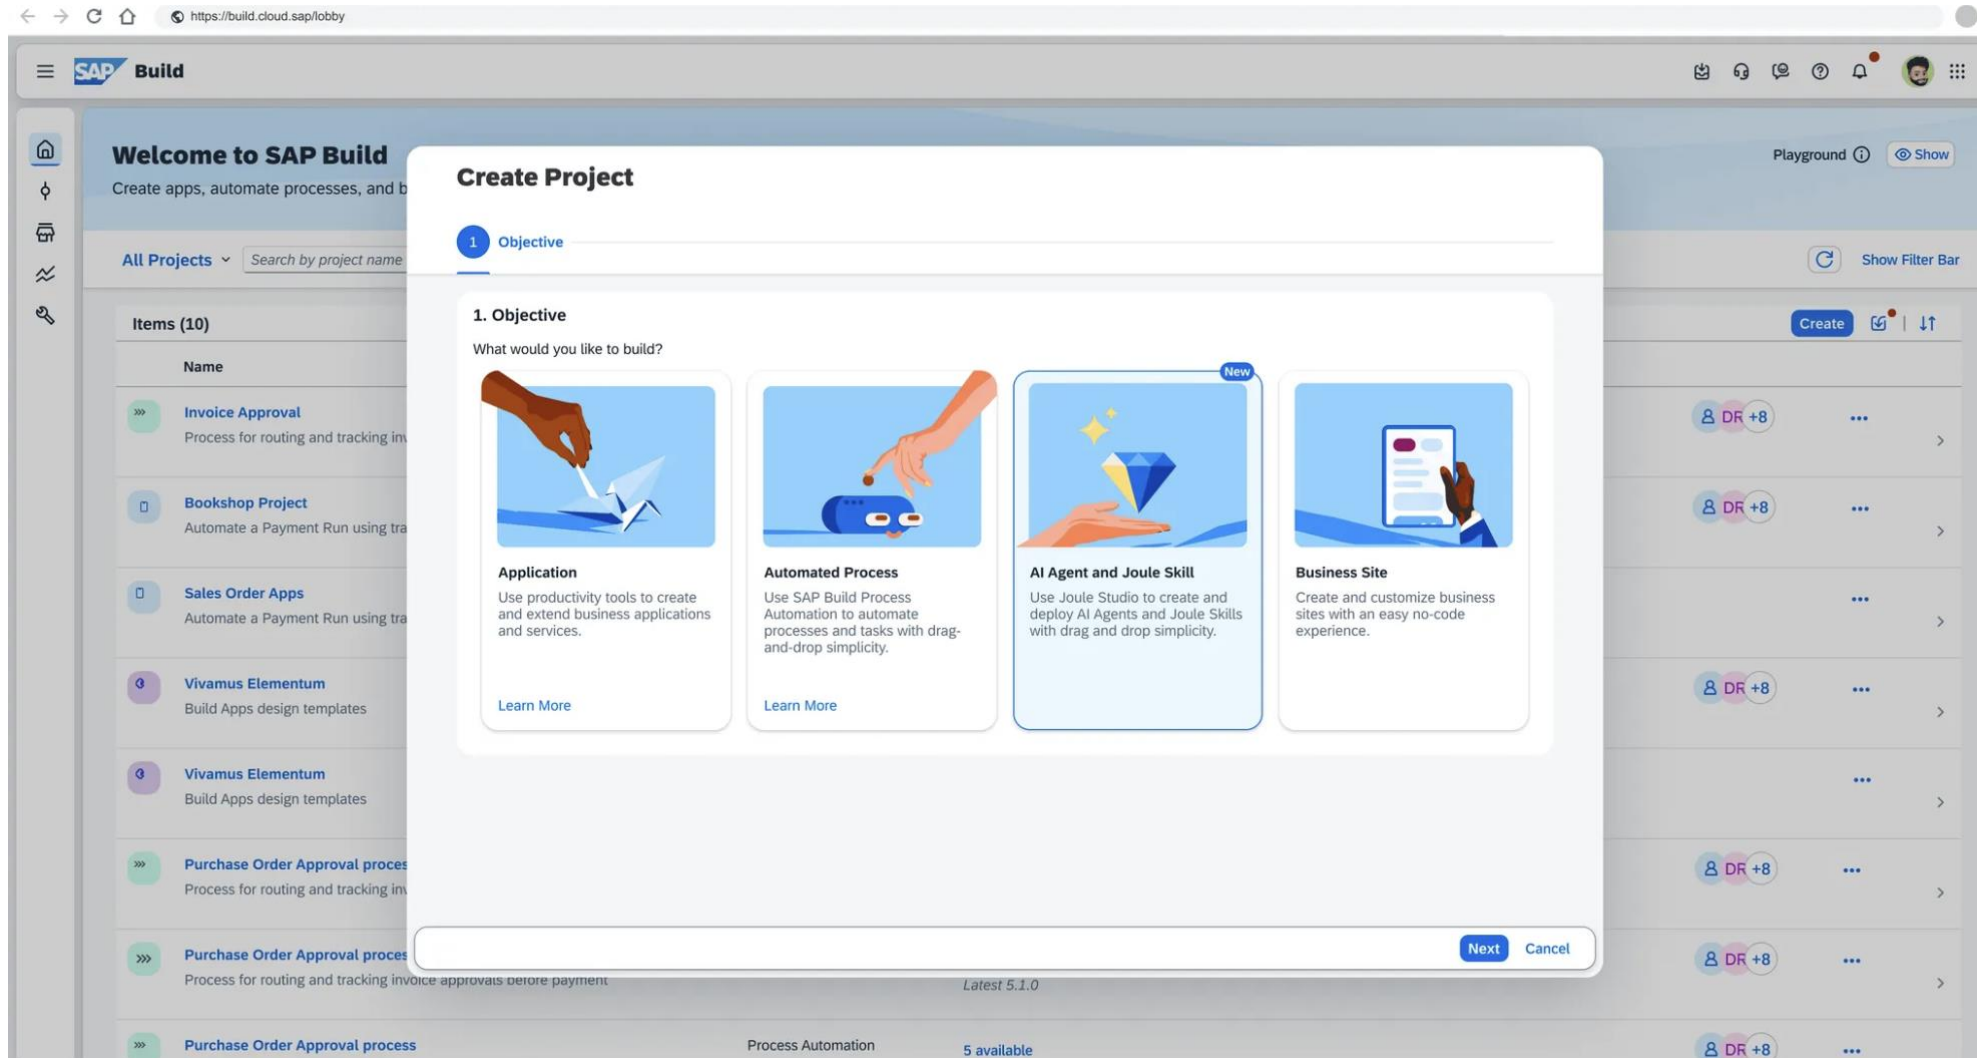 https://build.cloud.sap/lobby
SAP Build
Welcome to SAP Build
Create apps, automate processes, and b
Playground
Show
All Projects
Search by project name
Show Filter Bar
Items (10)
Create
Name
Invoice Approval
Process for routing and tracking inv
DR +8
Bookshop Project
Automate a Payment Run using tra
DR +8
Sales Order Apps
Automate a Payment Run using tra
Vivamus Elementum
Build Apps design templates
DR +8
Vivamus Elementum
Build Apps design templates
Purchase Order Approval proces
Process for routing and tracking inv
DR +8
Purchase Order Approval proces
Process for routing and tracking invoice approvals before payment
Latest 5.1.0
DR +8
Purchase Order Approval process
Process Automation
5 available
DR +8
Create Project
1 Objective
1. Objective
What would you like to build?
Application
Use productivity tools to create
and extend business applications
and services.
Learn More
Automated Process
Use SAP Build Process
Automation to automate
processes and tasks with drag-
and-drop simplicity.
Learn More
New
AI Agent and Joule Skill
Use Joule Studio to create and
deploy AI Agents and Joule Skills
with drag and drop simplicity.
Business Site
Create and customize business
sites with an easy no-code
experience.
Next
Cancel